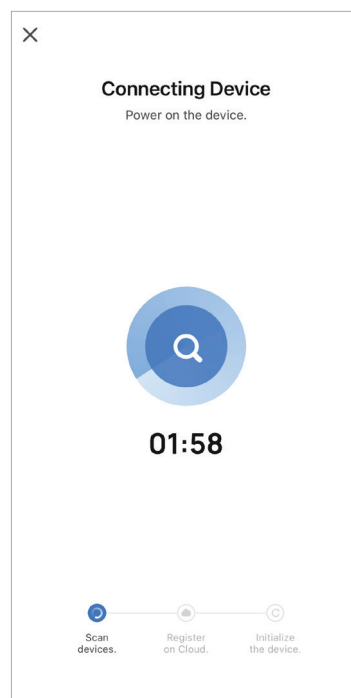 Connecting Device
Power on the device.
01:58
Scan
devices.
Register
on Cloud.
Initialize
the device.